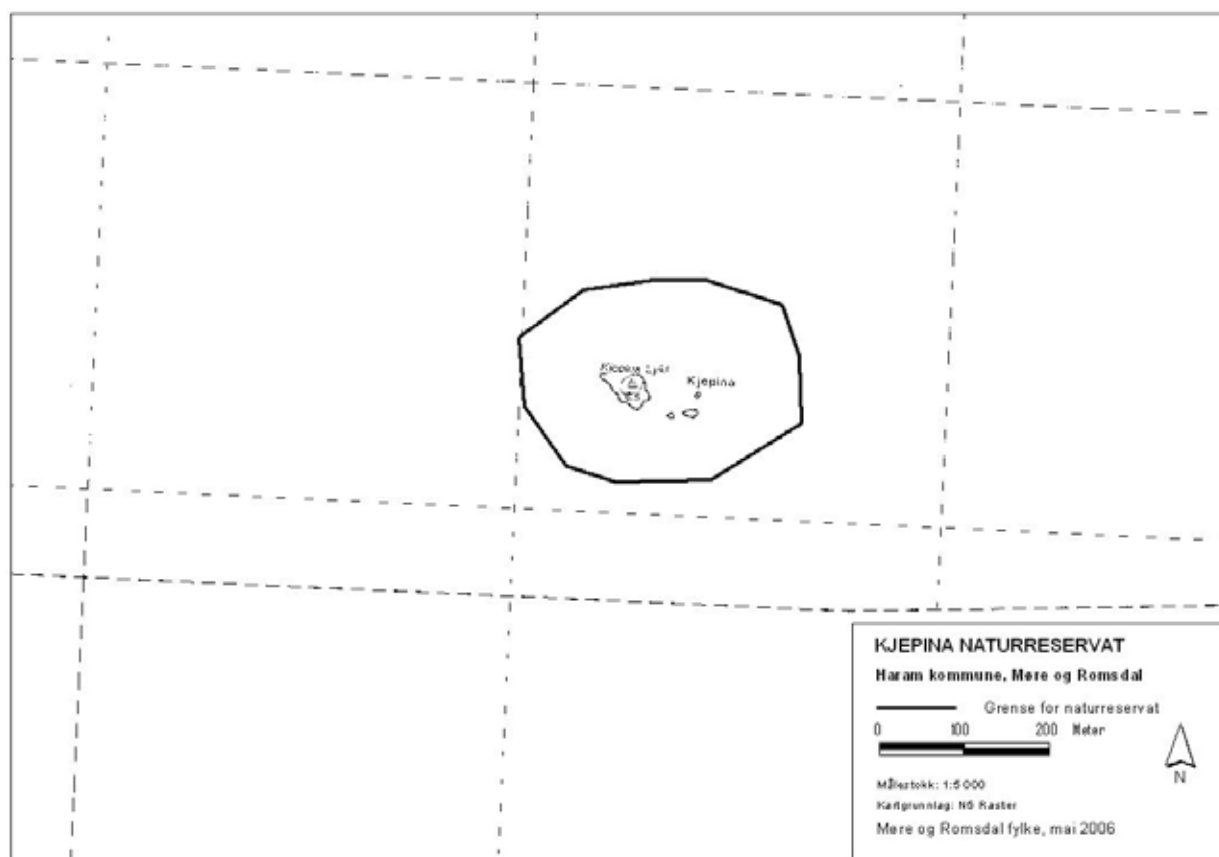 Kjepina
KJEPINA NATURRESERVAT
Haram kommune, Møre og Romsdal
Grense for naturreservat
0 100 200 Meter
N
Målestokk: 1:5 000
Kartgrunnlag: N5 Raster
Møre og Romsdal fylke, mai 2006